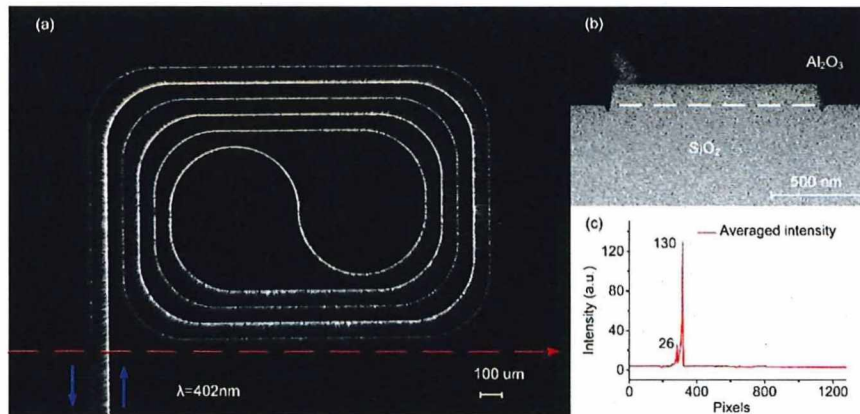 (a)
λ=402nm
100 um
(b)
Al₂O₃
SiO₂
500 nm
(c)
Averaged intensity
130
26
120
80
40
0
Intensity (a.u.)
0
400
800
1200
Pixels